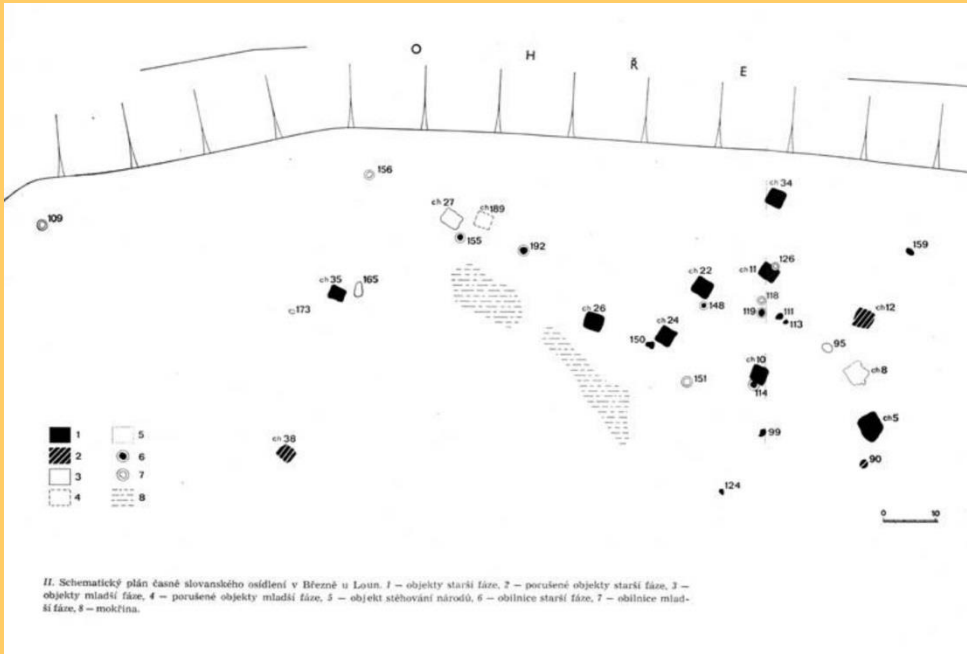 O H Ř E
156
ch 34
ch 27
ch 189
109
155
192
159
126
ch 11
ch 22
ch 35
165
173
118
148
119
111
113
ch 12
ch 26
ch 24
150
95
ch 10
ch 8
151
114
ch 5
99
ch 38
90
124
1
2
3
4
5
6
7
8
0 10
II. Schematický plán časně slovanského osídlení v Březně u Loun. 1 — objekty starší fáze, 2 — porušené objekty starší fáze, 3 —
objekty mladší fáze, 4 — porušené objekty mladší fáze, 5 — objekt stěhování národů, 6 — obilnice starší fáze, 7 — obilnice mlad-
ší fáze, 8 — mokřina.